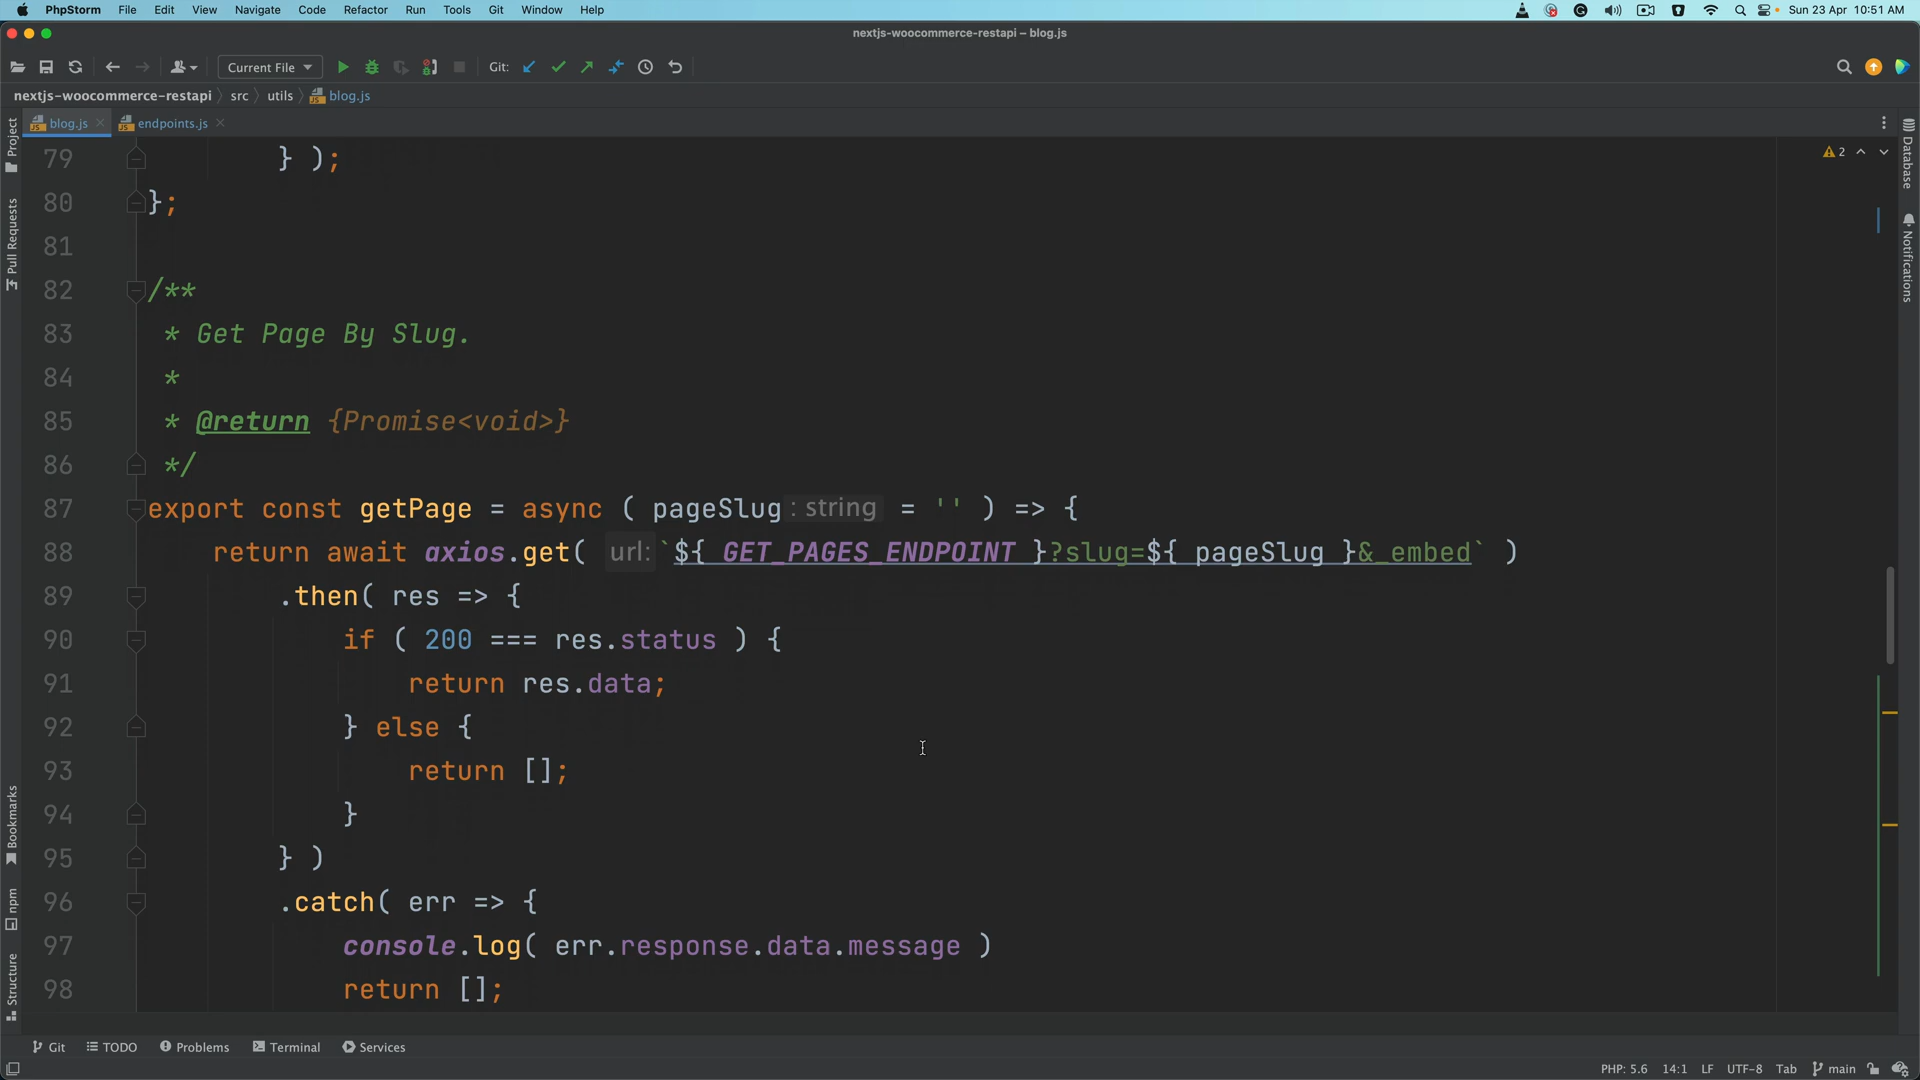 PhpStorm File Edit View Navigate Code Refactor Run Tools Git Window Help Sun 23 Apr 10:51 AM
nextjs-woocommerce-restapi – blog.js
Current File Git:
nextjs-woocommerce-restapi src utils blog.js
blog.js endpoints.js
Project
Pull Requests
Bookmarks
npm
Structure
2
Database
Notifications
79 } );
80 };
81
82 /**
83 * Get Page By Slug.
84 *
85 * @return {Promise<void>}
86 */
87 export const getPage = async ( pageSlug : string = '' ) => {
88 return await axios.get( url: `${ GET_PAGES_ENDPOINT }?slug=${ pageSlug }&_embed` )
89 .then( res => {
90 if ( 200 === res.status ) {
91 return res.data;
92 } else {
93 return [];
94 }
95 } )
96 .catch( err => {
97 console.log( err.response.data.message )
98 return [];
Git TODO Problems Terminal Services
PHP: 5.6 14:1 LF UTF-8 Tab main